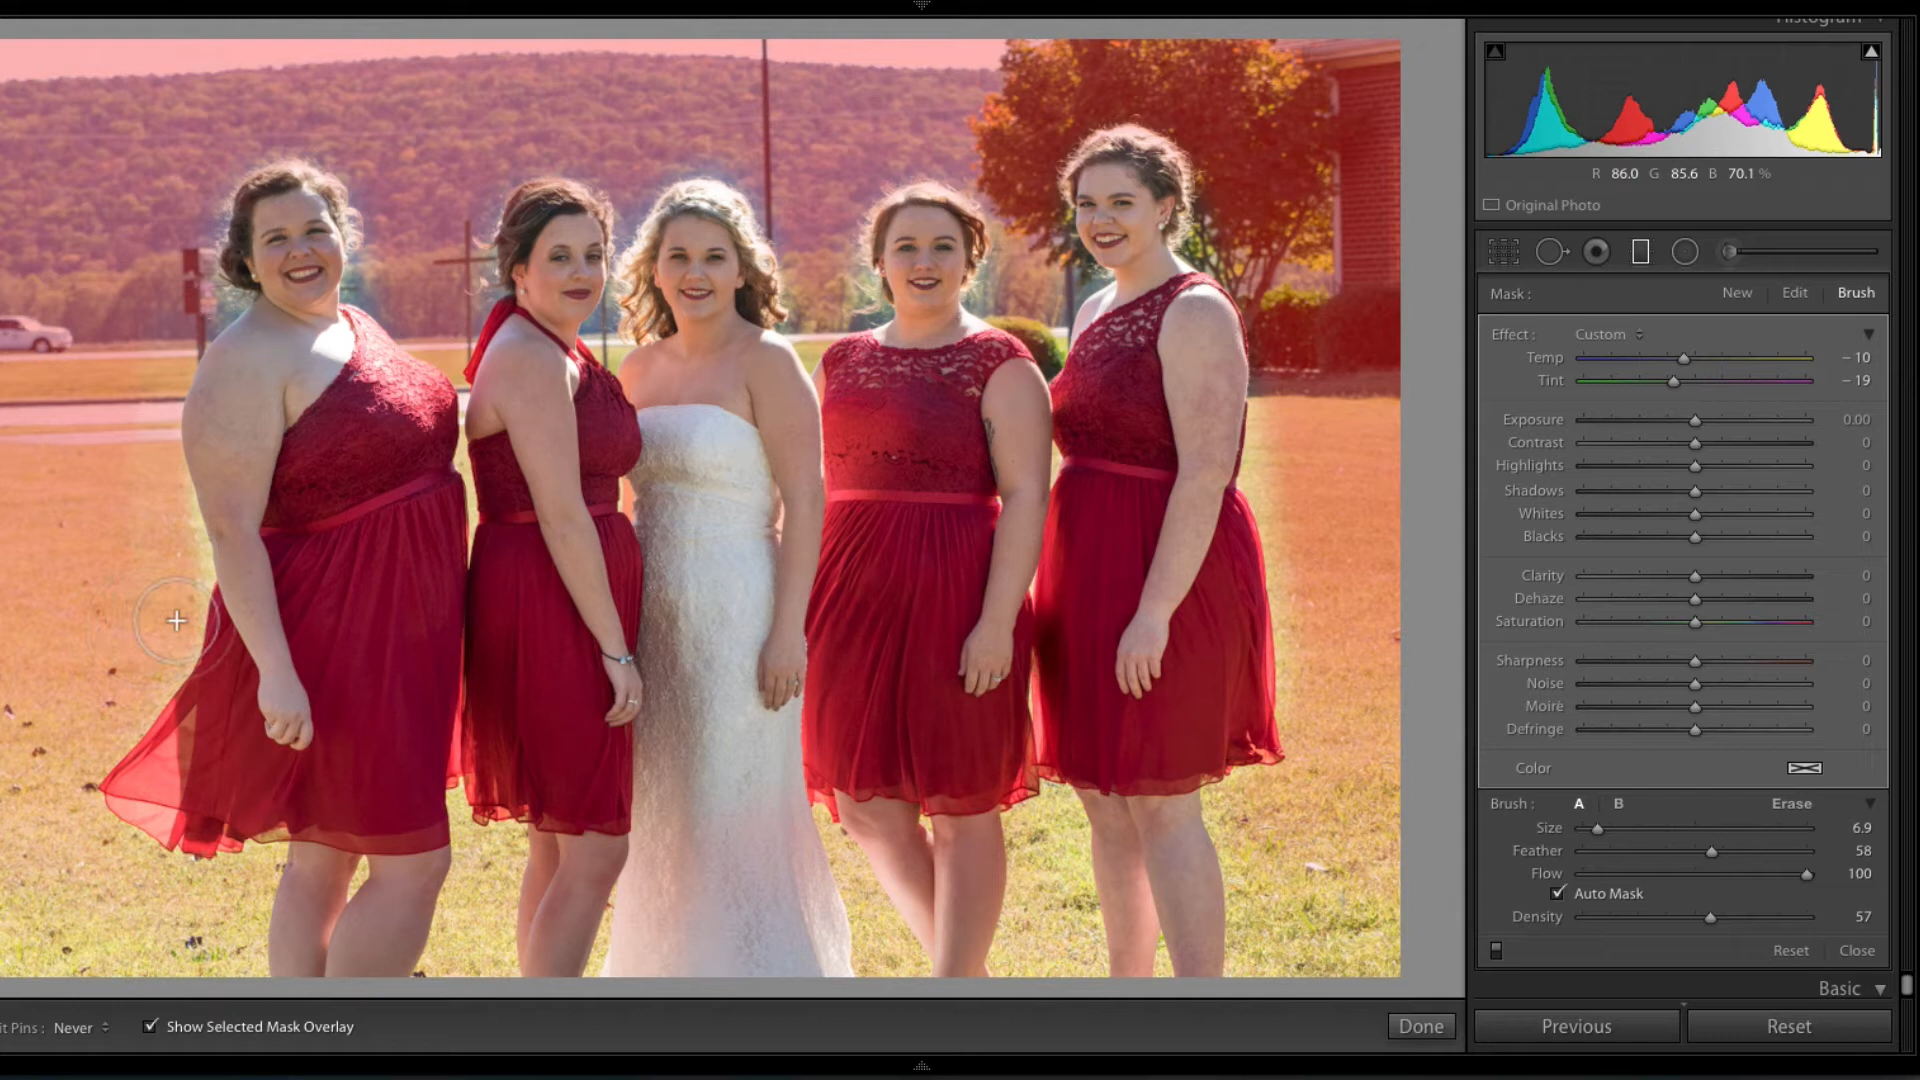 Histogram
R 86.0 G 85.6 B 70.1 %
Original Photo
Mask : New Edit Brush
Effect : Custom
Temp − 10
Tint − 19
Exposure 0.00
Contrast 0
Highlights 0
Shadows 0
Whites 0
Blacks 0
Clarity 0
Dehaze 0
Saturation 0
Sharpness 0
Noise 0
Moiré 0
Defringe 0
Color
Brush : A B Erase
Size 6.9
Feather 58
Flow 100
Auto Mask
Density 57
Reset Close
Basic
it Pins : Never Show Selected Mask Overlay Done Previous Reset